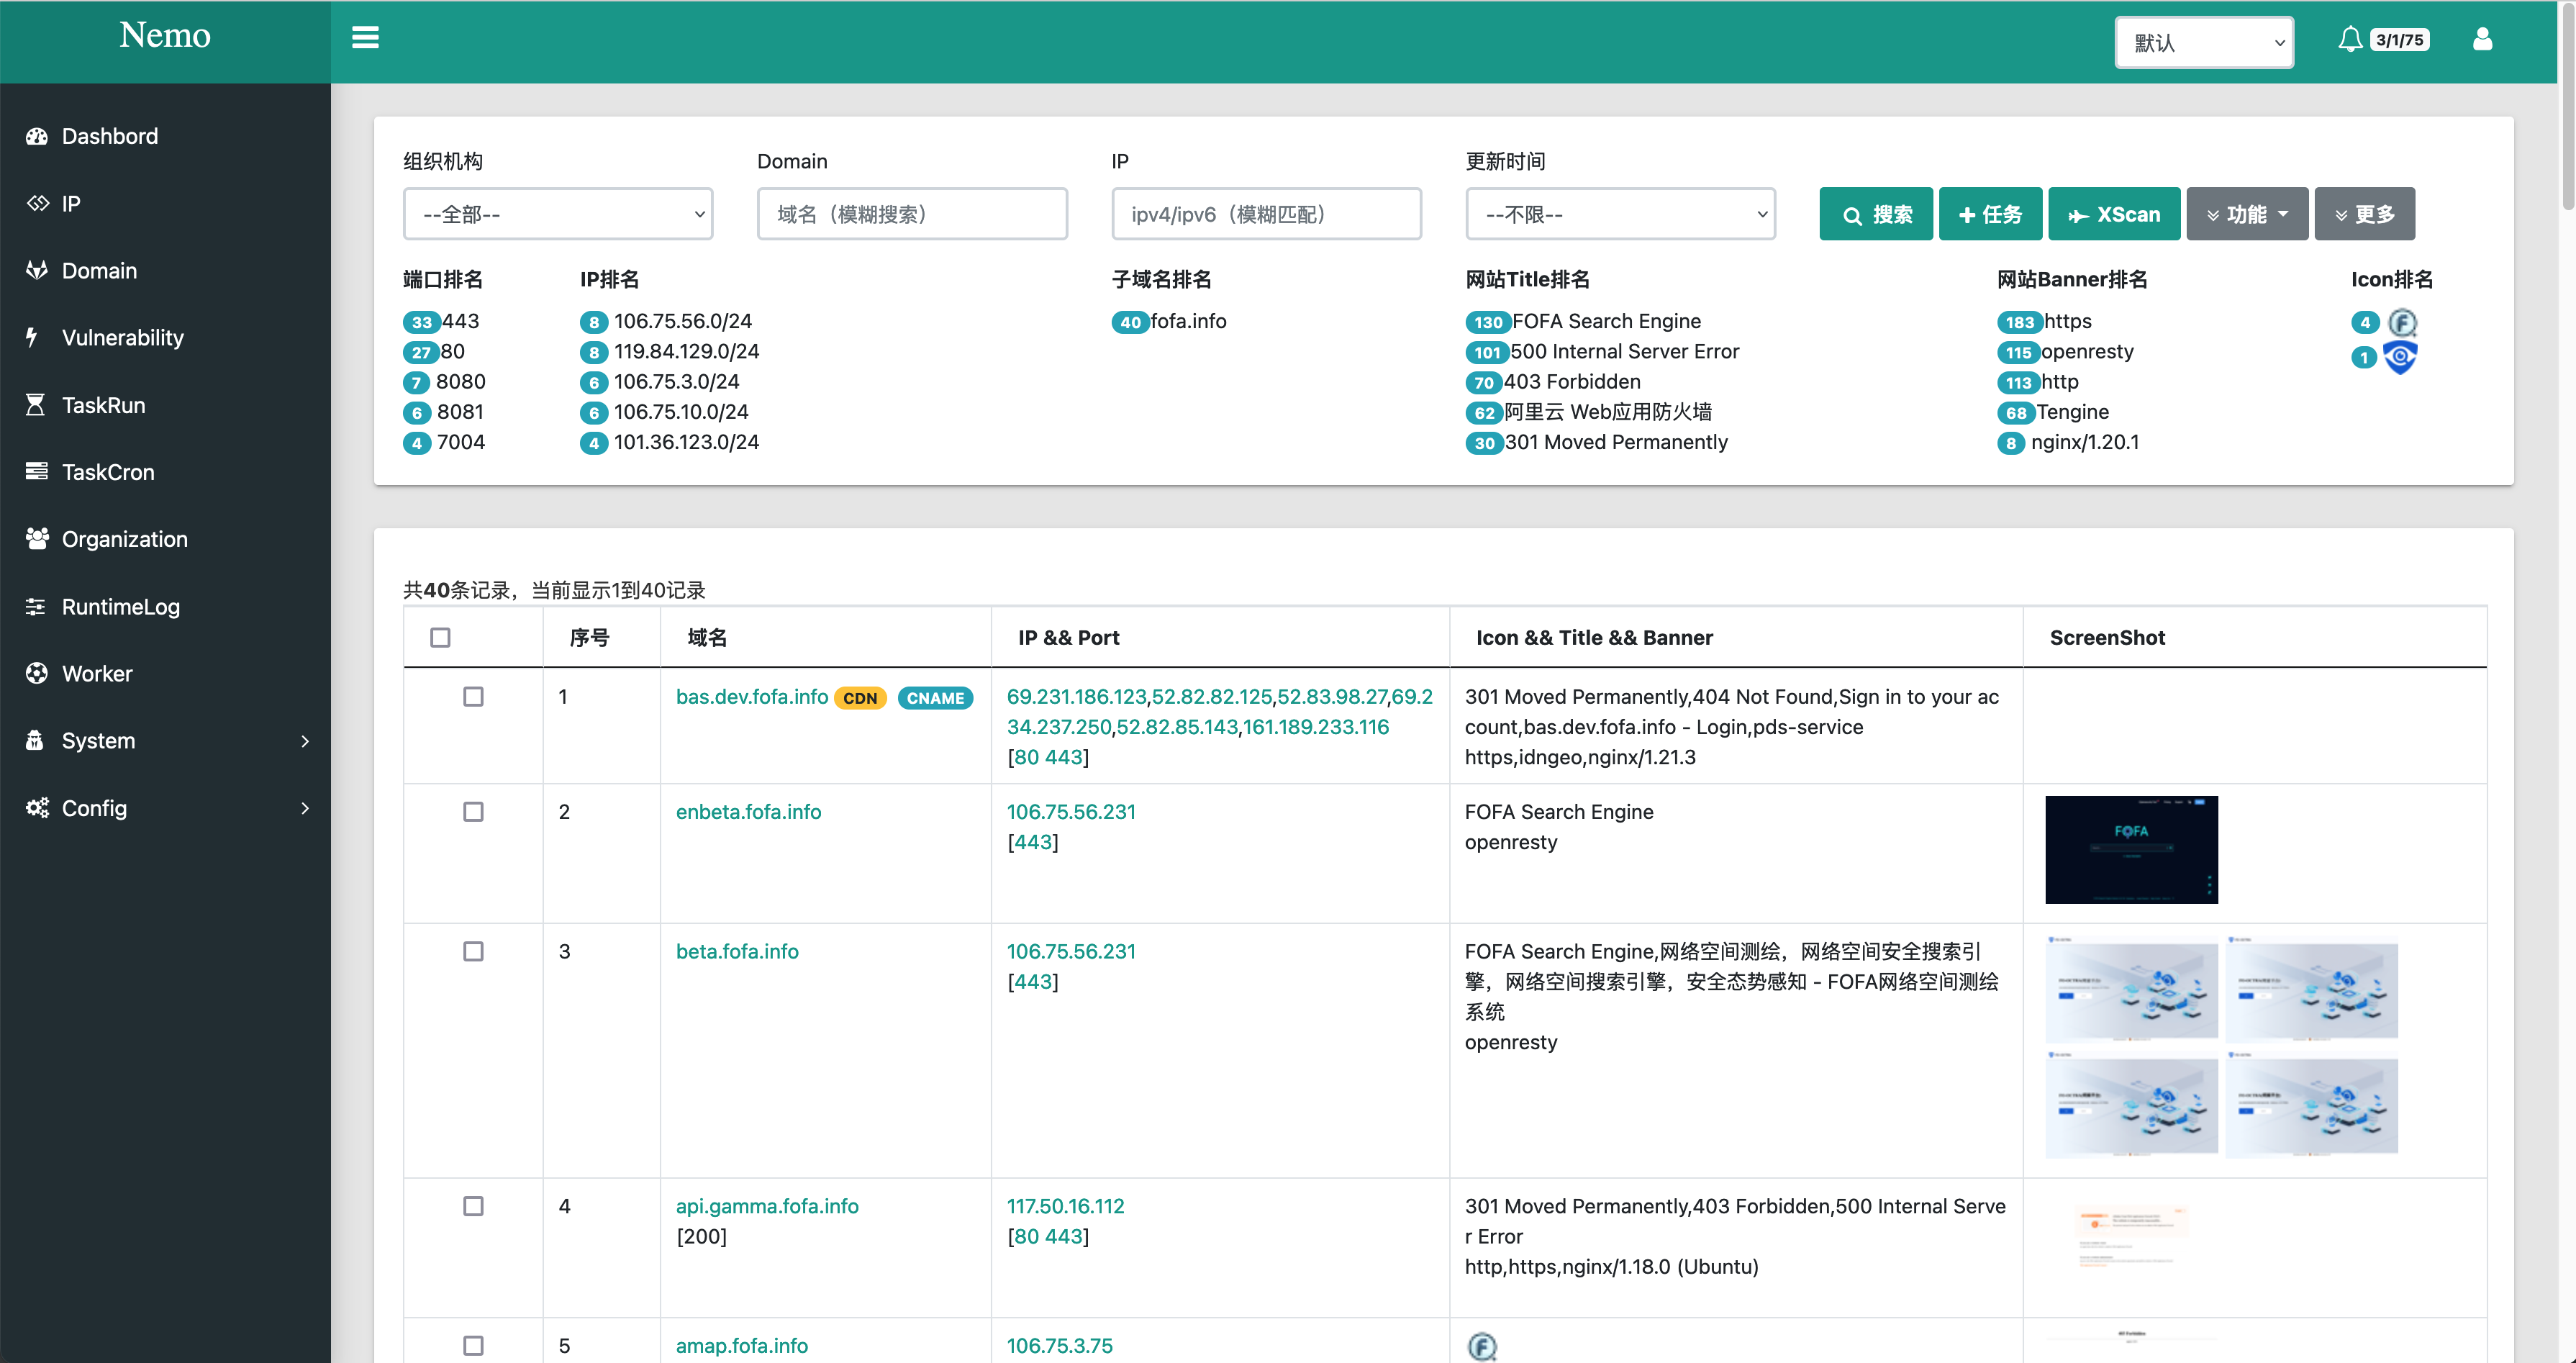 Nemo
默认
3/1/75
Dashbord
IP
Domain
Vulnerability
TaskRun
TaskCron
Organization
RuntimeLog
Worker
System
Config
组织机构
Domain
IP
更新时间
--全部--
域名（模糊搜索）
ipv4/ipv6（模糊匹配）
--不限--
搜索
任务
XScan
功能
更多
端口排名
33 443
27 80
7 8080
6 8081
4 7004
IP排名
8 106.75.56.0/24
8 119.84.129.0/24
6 106.75.3.0/24
6 106.75.10.0/24
4 101.36.123.0/24
子域名排名
40 fofa.info
网站Title排名
130 FOFA Search Engine
101 500 Internal Server Error
70 403 Forbidden
62 阿里云 Web应用防火墙
30 301 Moved Permanently
网站Banner排名
183 https
115 openresty
113 http
68 Tengine
8 nginx/1.20.1
Icon排名
4
1
共40条记录，当前显示1到40记录
序号 域名 IP && Port Icon && Title && Banner ScreenShot
1
bas.dev.fofa.info CDN CNAME
69.231.186.123,52.82.82.125,52.83.98.27,69.2
34.237.250,52.82.85.143,161.189.233.116
[80 443]
301 Moved Permanently,404 Not Found,Sign in to your ac
count,bas.dev.fofa.info - Login,pds-service
https,idngeo,nginx/1.21.3
2
enbeta.fofa.info
106.75.56.231
[443]
FOFA Search Engine
openresty
FOFA
3
beta.fofa.info
106.75.56.231
[443]
FOFA Search Engine,网络空间测绘，网络空间安全搜索引
擎，网络空间搜索引擎，安全态势感知 - FOFA网络空间测绘
系统
openresty
4
api.gamma.fofa.info
[200]
117.50.16.112
[80 443]
301 Moved Permanently,403 Forbidden,500 Internal Serve
r Error
http,https,nginx/1.18.0 (Ubuntu)
5
amap.fofa.info
106.75.3.75